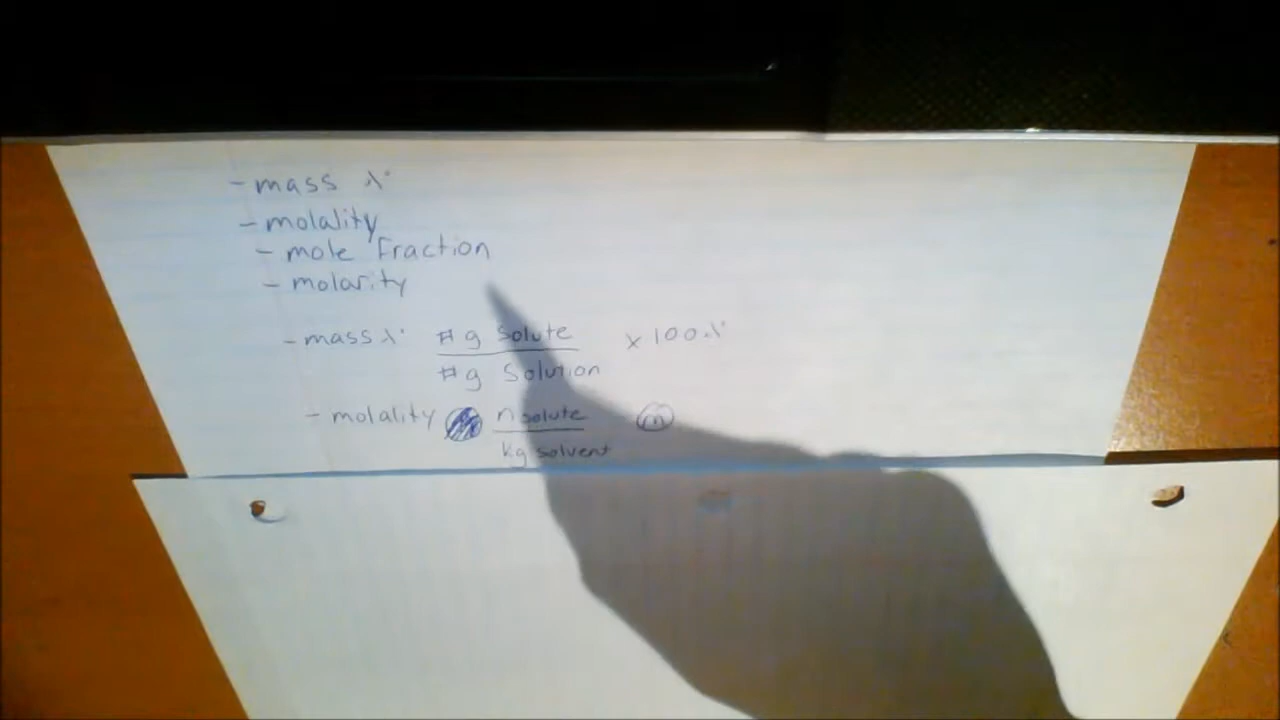 - mass %
- molality
- mole fraction
- molarity
- mass % # g solute / # g solution x 100%
- molality n solute / kg solvent (m)